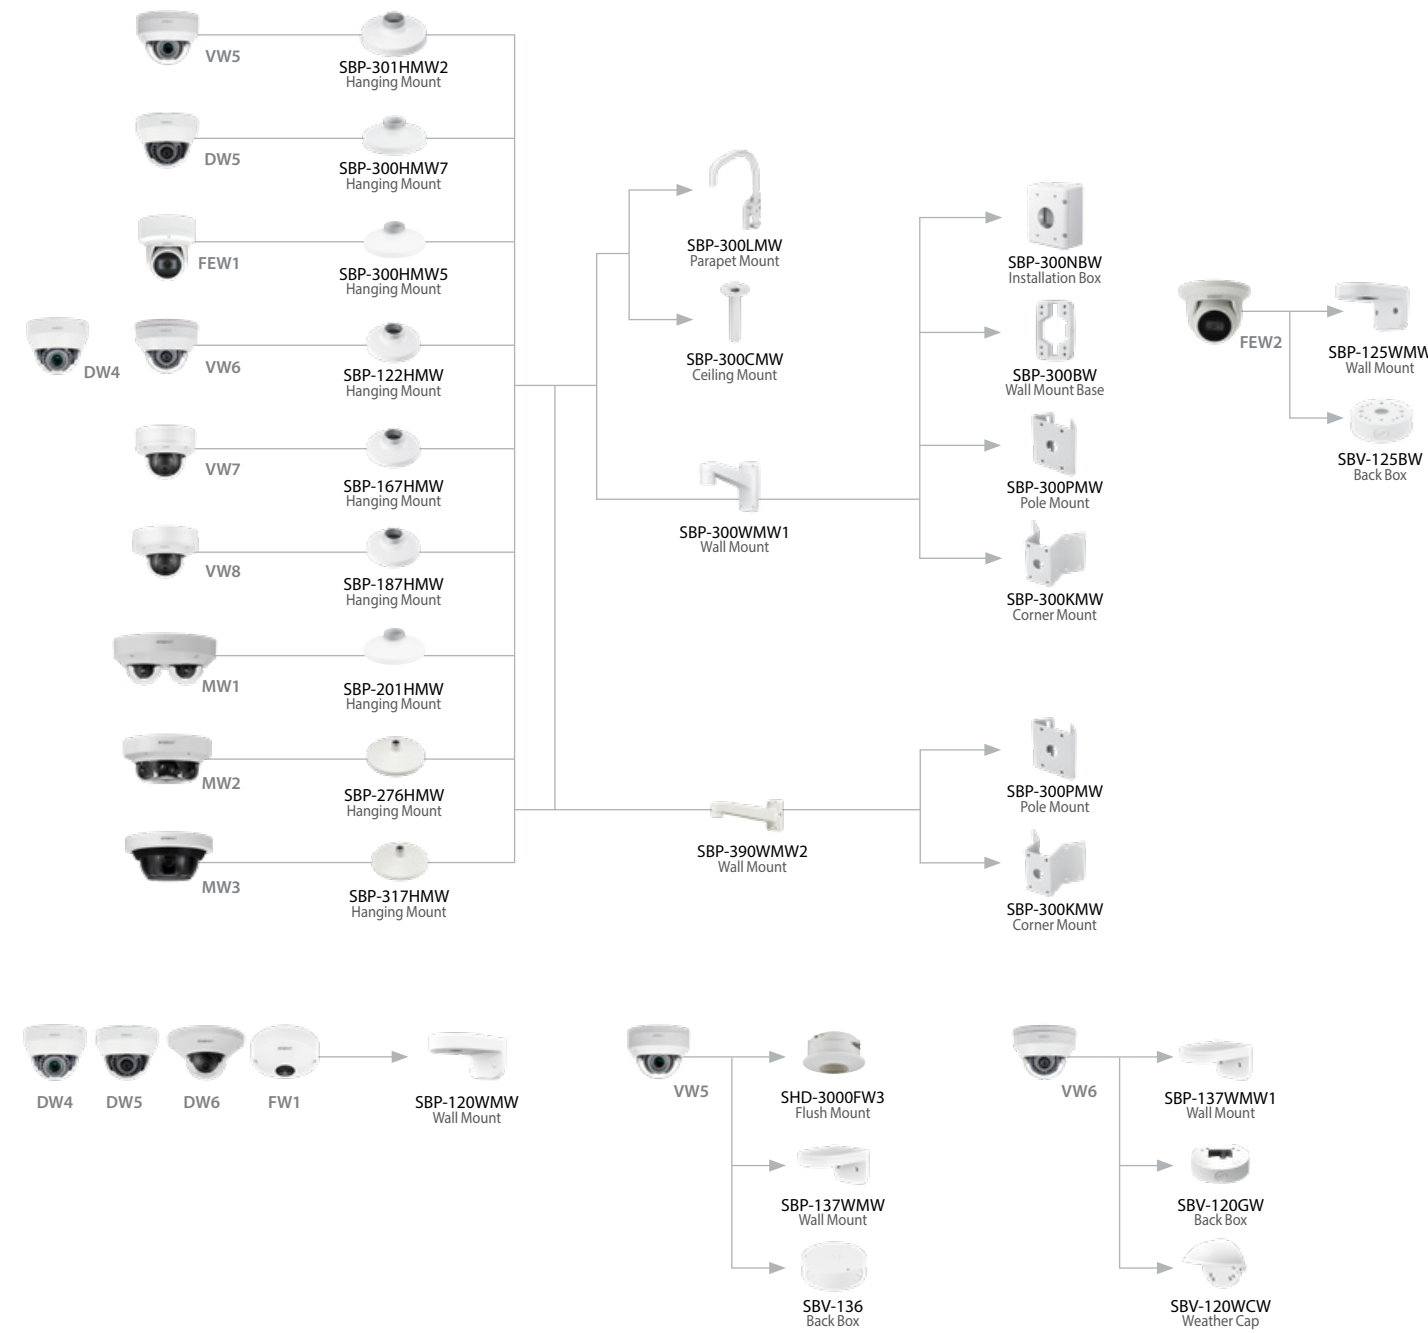 VW5
SBP-301HMW2
Hanging Mount
DW5
SBP-300HMW7
Hanging Mount
FEW1
SBP-300HMW5
Hanging Mount
DW4
VW6
SBP-122HMW
Hanging Mount
VW7
SBP-167HMW
Hanging Mount
VW8
SBP-187HMW
Hanging Mount
MW1
SBP-201HMW
Hanging Mount
MW2
SBP-276HMW
Hanging Mount
MW3
SBP-317HMW
Hanging Mount
SBP-300LMW
Parapet Mount
SBP-300CMW
Ceiling Mount
SBP-300WMW1
Wall Mount
SBP-390WMW2
Wall Mount
SBP-300NBW
Installation Box
SBP-300BW
Wall Mount Base
SBP-300PMW
Pole Mount
SBP-300KMW
Corner Mount
SBP-300PMW
Pole Mount
SBP-300KMW
Corner Mount
FEW2
SBP-125WMW
Wall Mount
SBV-125BW
Back Box
DW4
DW5
DW6
FW1
SBP-120WMW
Wall Mount
VW5
SHD-3000FW3
Flush Mount
SBP-137WMW
Wall Mount
SBV-136
Back Box
VW6
SBP-137WMW1
Wall Mount
SBV-120GW
Back Box
SBV-120WCW
Weather Cap